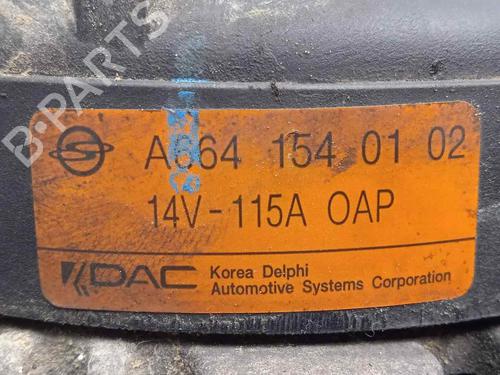 A664 154 01 02
14V-115A OAP
DAC Korea Delphi
Automotive Systems Corporation
B-PARTS